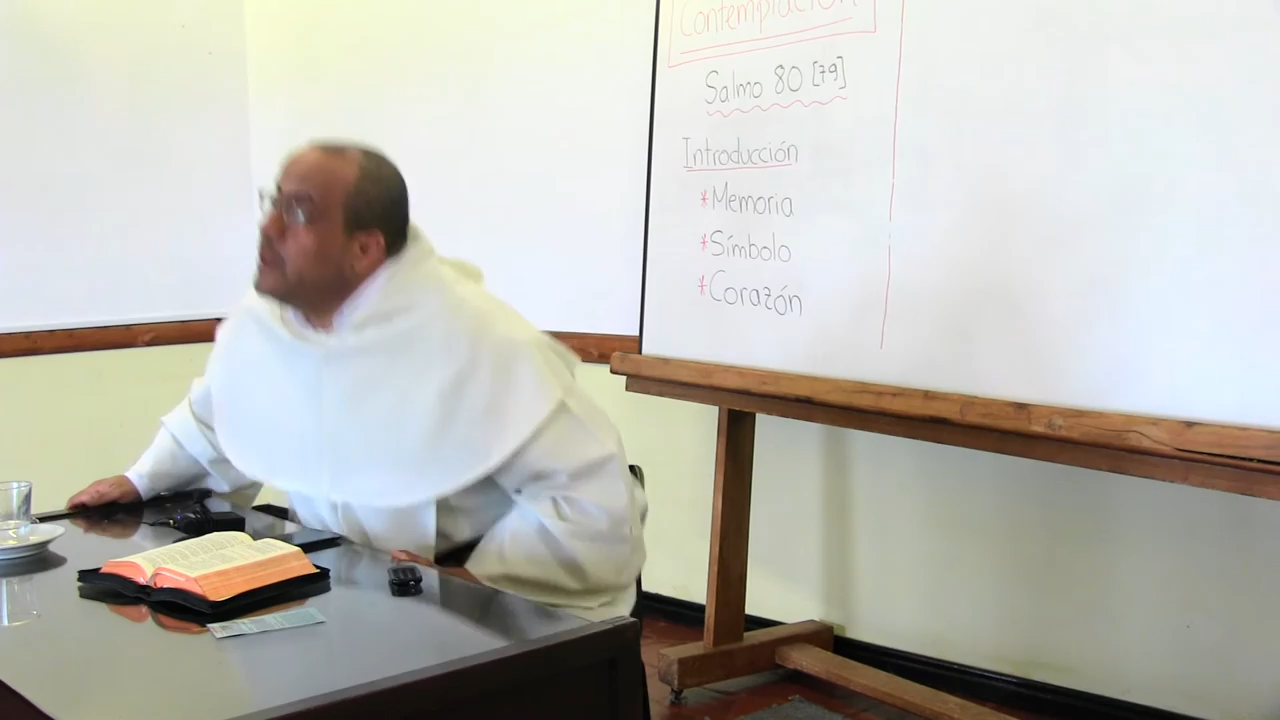 Contemplación
Salmo 80 [79]
Introducción
*Memoria
*Símbolo
*Corazón